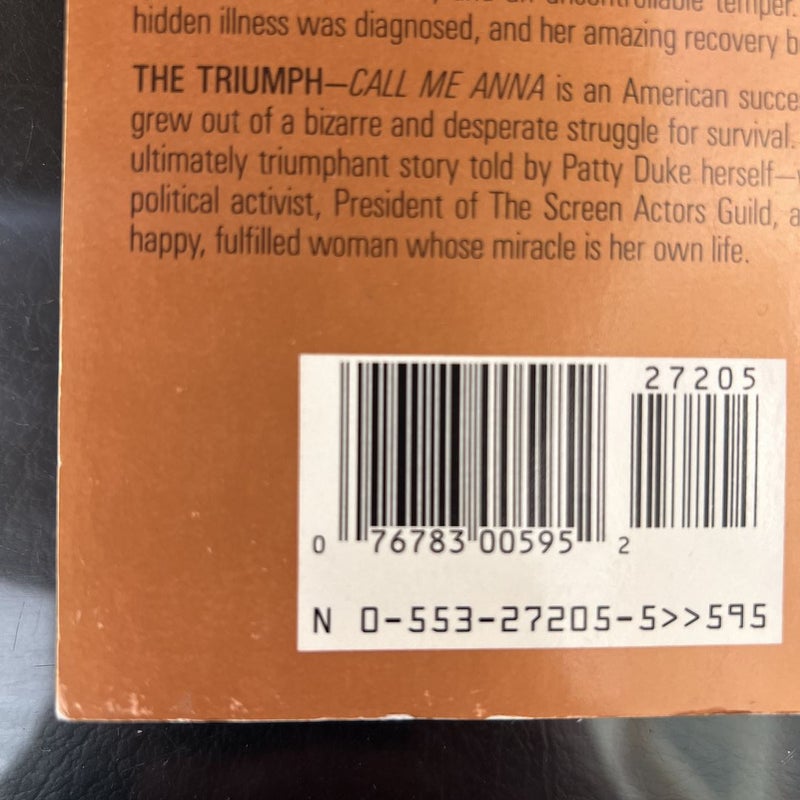 an uncontrollable temper.
hidden illness was diagnosed, and her amazing recovery b
THE TRIUMPH—CALL ME ANNA is an American succe
grew out of a bizarre and desperate struggle for survival.
ultimately triumphant story told by Patty Duke herself—
political activist, President of The Screen Actors Guild, a
happy, fulfilled woman whose miracle is her own life.
27205
0 76783 00595 2
N 0-553-27205-5>>595